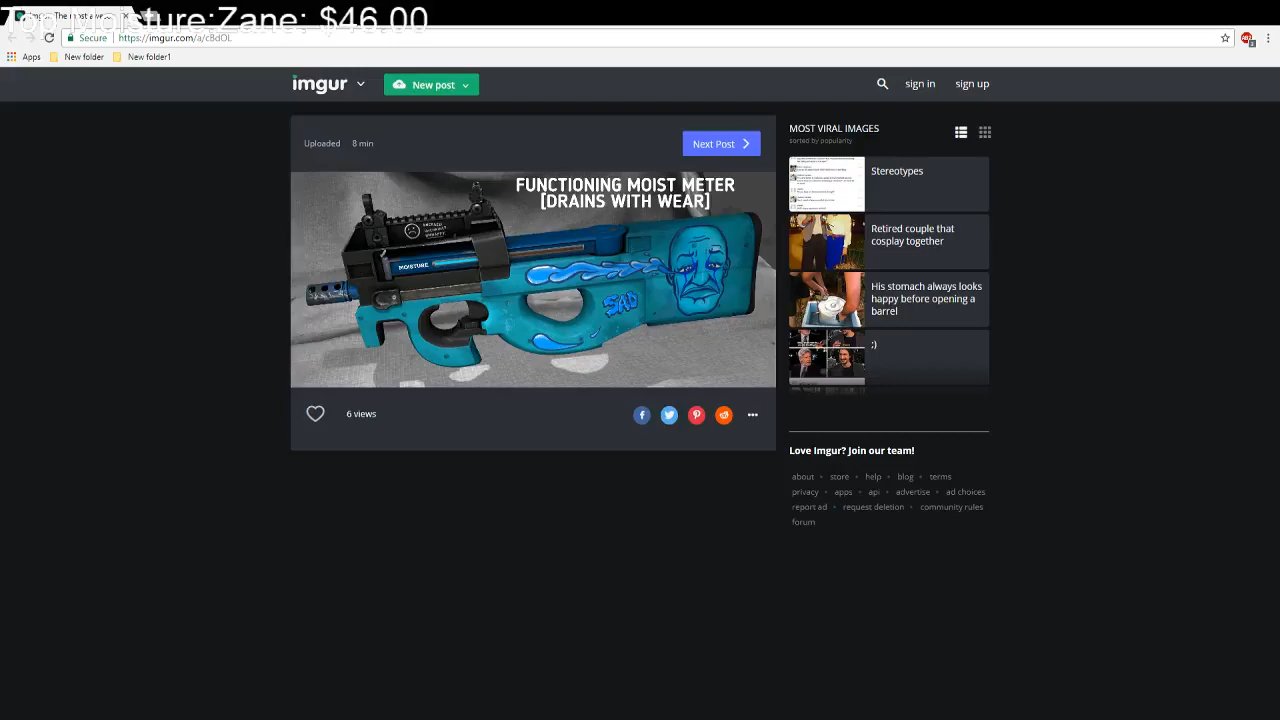 Top Moisture:Zane: $46.00
Secure
https://imgur.com/a/cBdOL
Apps
New folder
New folder1
imgur
New post
sign in
sign up
Uploaded 8 min
Next Post
FUNCTIONING MOIST METER
[DRAINS WITH WEAR]
MOISTURE
SAD
6 views
MOST VIRAL IMAGES
sorted by popularity
Stereotypes
Retired couple that
cosplay together
His stomach always looks
happy before opening a
barrel
;)
Love Imgur? Join our team!
about • store • help • blog • terms
privacy • apps • api • advertise • ad choices
report ad • request deletion • community rules
forum